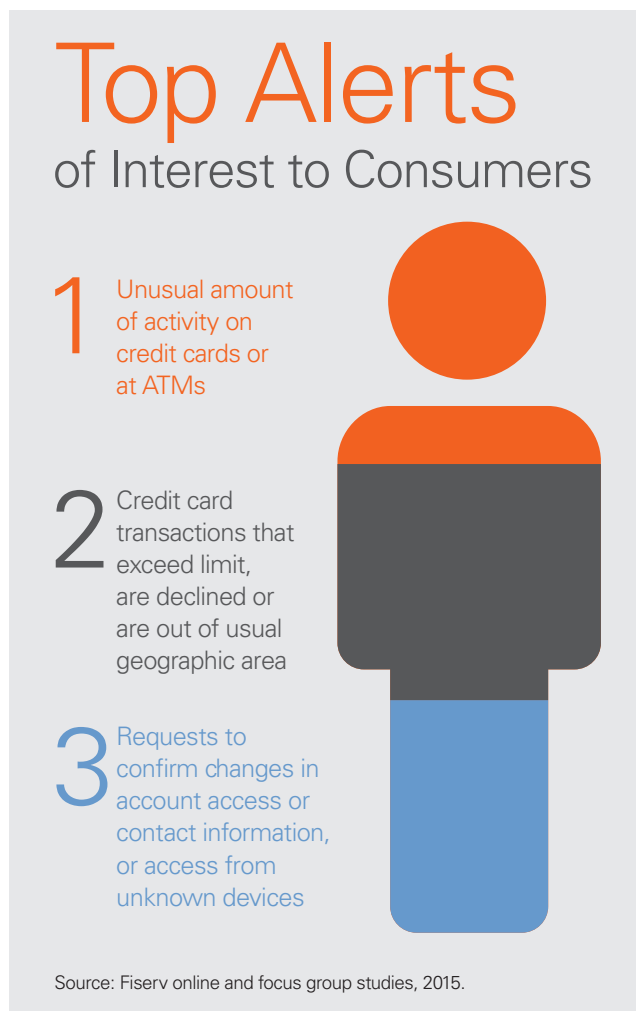 Top Alerts
of Interest to Consumers
1
Unusual amount
of activity on
credit cards or
at ATMs
2
Credit card
transactions that
exceed limit,
are declined or
are out of usual
geographic area
3
Requests to
confirm changes in
account access or
contact information,
or access from
unknown devices
Source: Fiserv online and focus group studies, 2015.